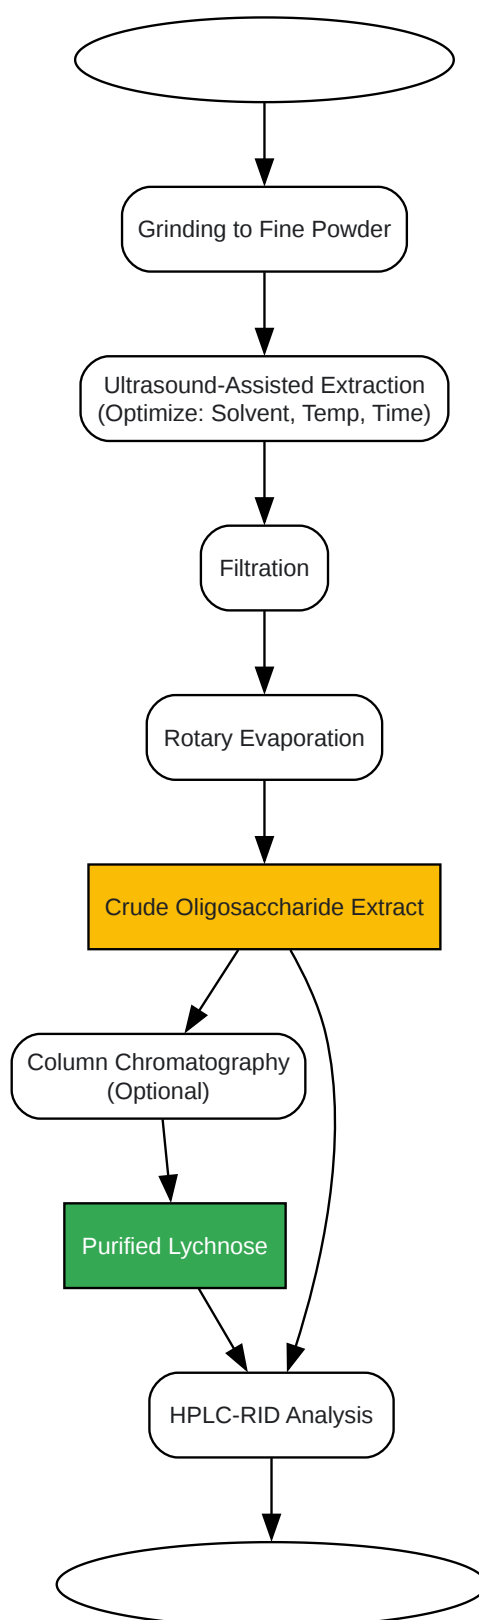 Grinding to Fine Powder
Ultrasound-Assisted Extraction
(Optimize: Solvent, Temp, Time)
Filtration
Rotary Evaporation
Crude Oligosaccharide Extract
Column Chromatography
(Optional)
Purified Lychnose
HPLC-RID Analysis